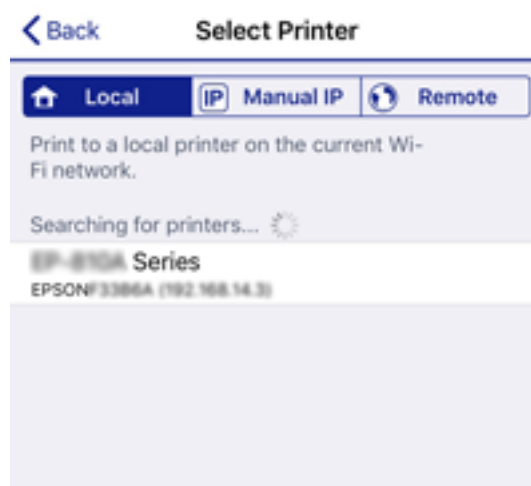 Back
Select Printer
Local
IP Manual IP
Remote
Print to a local printer on the current Wi-
Fi network.
Searching for printers...
Series
EPSON